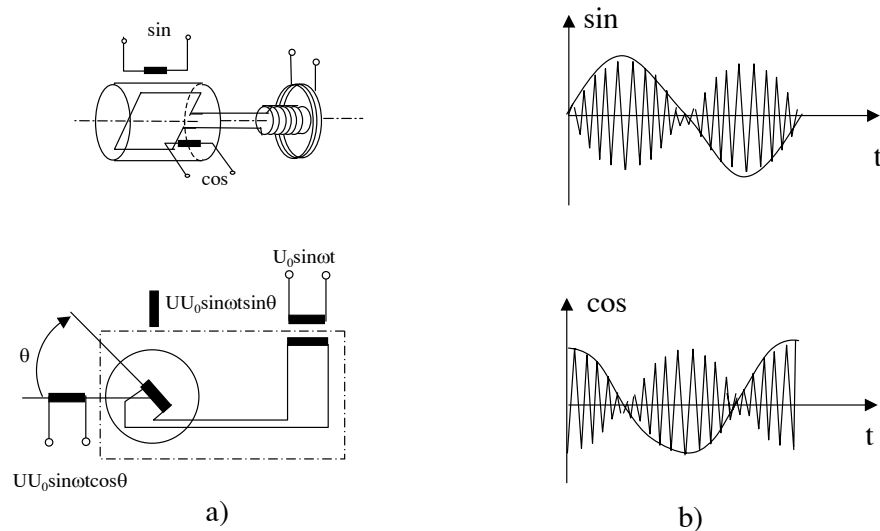 sin
cos
U₀sinωt
UU₀sinωtsinθ
θ
UU₀sinωtcosθ
a)
sin
t
cos
t
b)